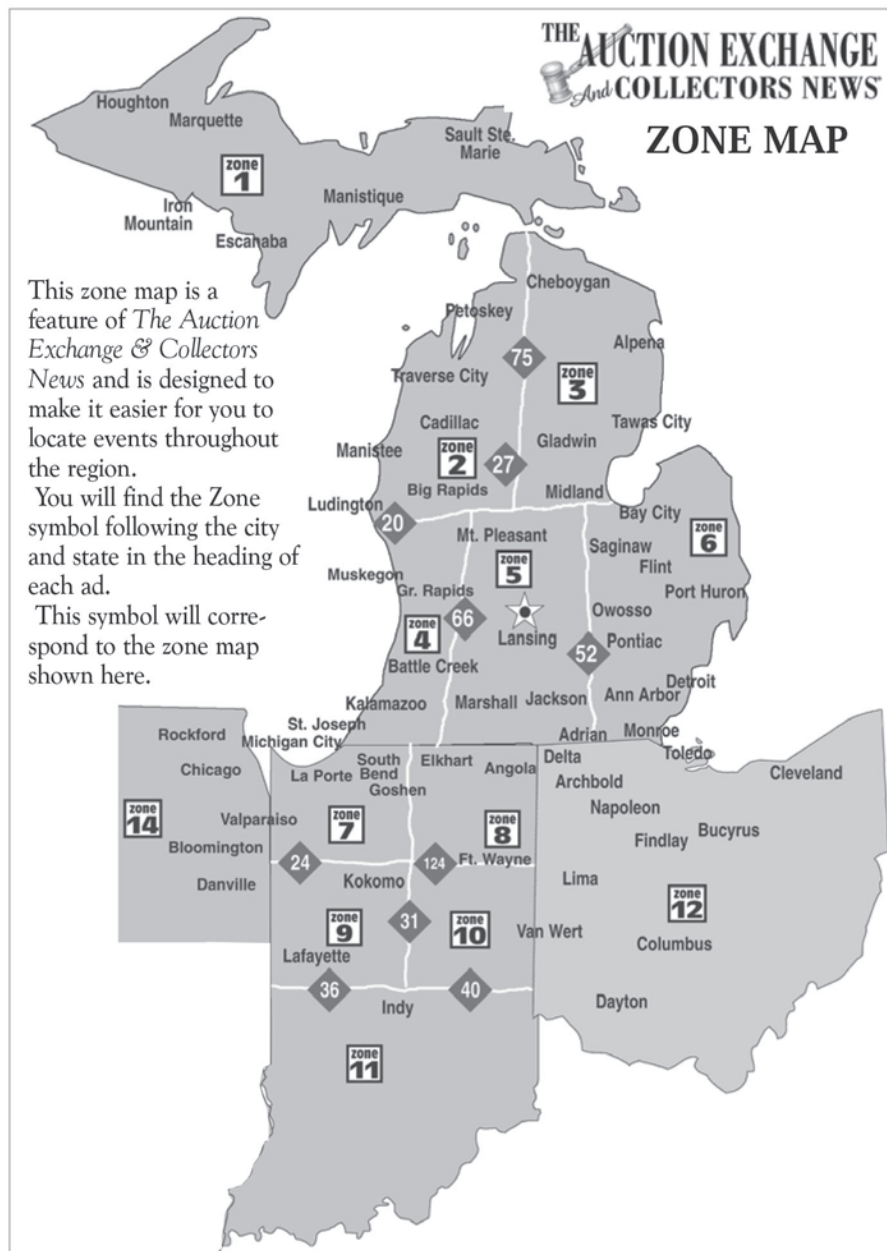 THE
AUCTION EXCHANGE
And COLLECTORS NEWS
ZONE MAP
Houghton
Marquette
Sault Ste.
Marie
zone
1
Manistique
Iron
Mountain
Escanaba
This zone map is a
feature of The Auction
Exchange & Collectors
News and is designed to
make it easier for you to
locate events throughout
the region.
You will find the Zone
symbol following the city
and state in the heading of
each ad.
This symbol will corre-
spond to the zone map
shown here.
Cheboygan
Petoskey
Alpena
75
Traverse City
zone
3
Cadillac
Tawas City
Gladwin
Manistee
zone
2
27
Big Rapids
Midland
Ludington
20
Bay City
Mt. Pleasant
zone
6
Saginaw
zone
5
Flint
Muskegon
Gr. Rapids
Port Huron
Owosso
66
zone
4
Lansing
Pontiac
52
Battle Creek
Detroit
Ann Arbor
Kalamazoo
Marshall
Jackson
St. Joseph
Adrian
Monroe
Rockford
Michigan City
Toledo
South
Bend
Elkhart
Delta
Chicago
La Porte
Angola
Cleveland
Goshen
Archbold
Napoleon
zone
14
Valparaiso
zone
7
zone
8
Bucyrus
Findlay
Bloomington
24
124
Ft. Wayne
Danville
Kokomo
Lima
zone
12
zone
9
31
zone
10
Van Wert
Columbus
Lafayette
36
40
Indy
Dayton
zone
11